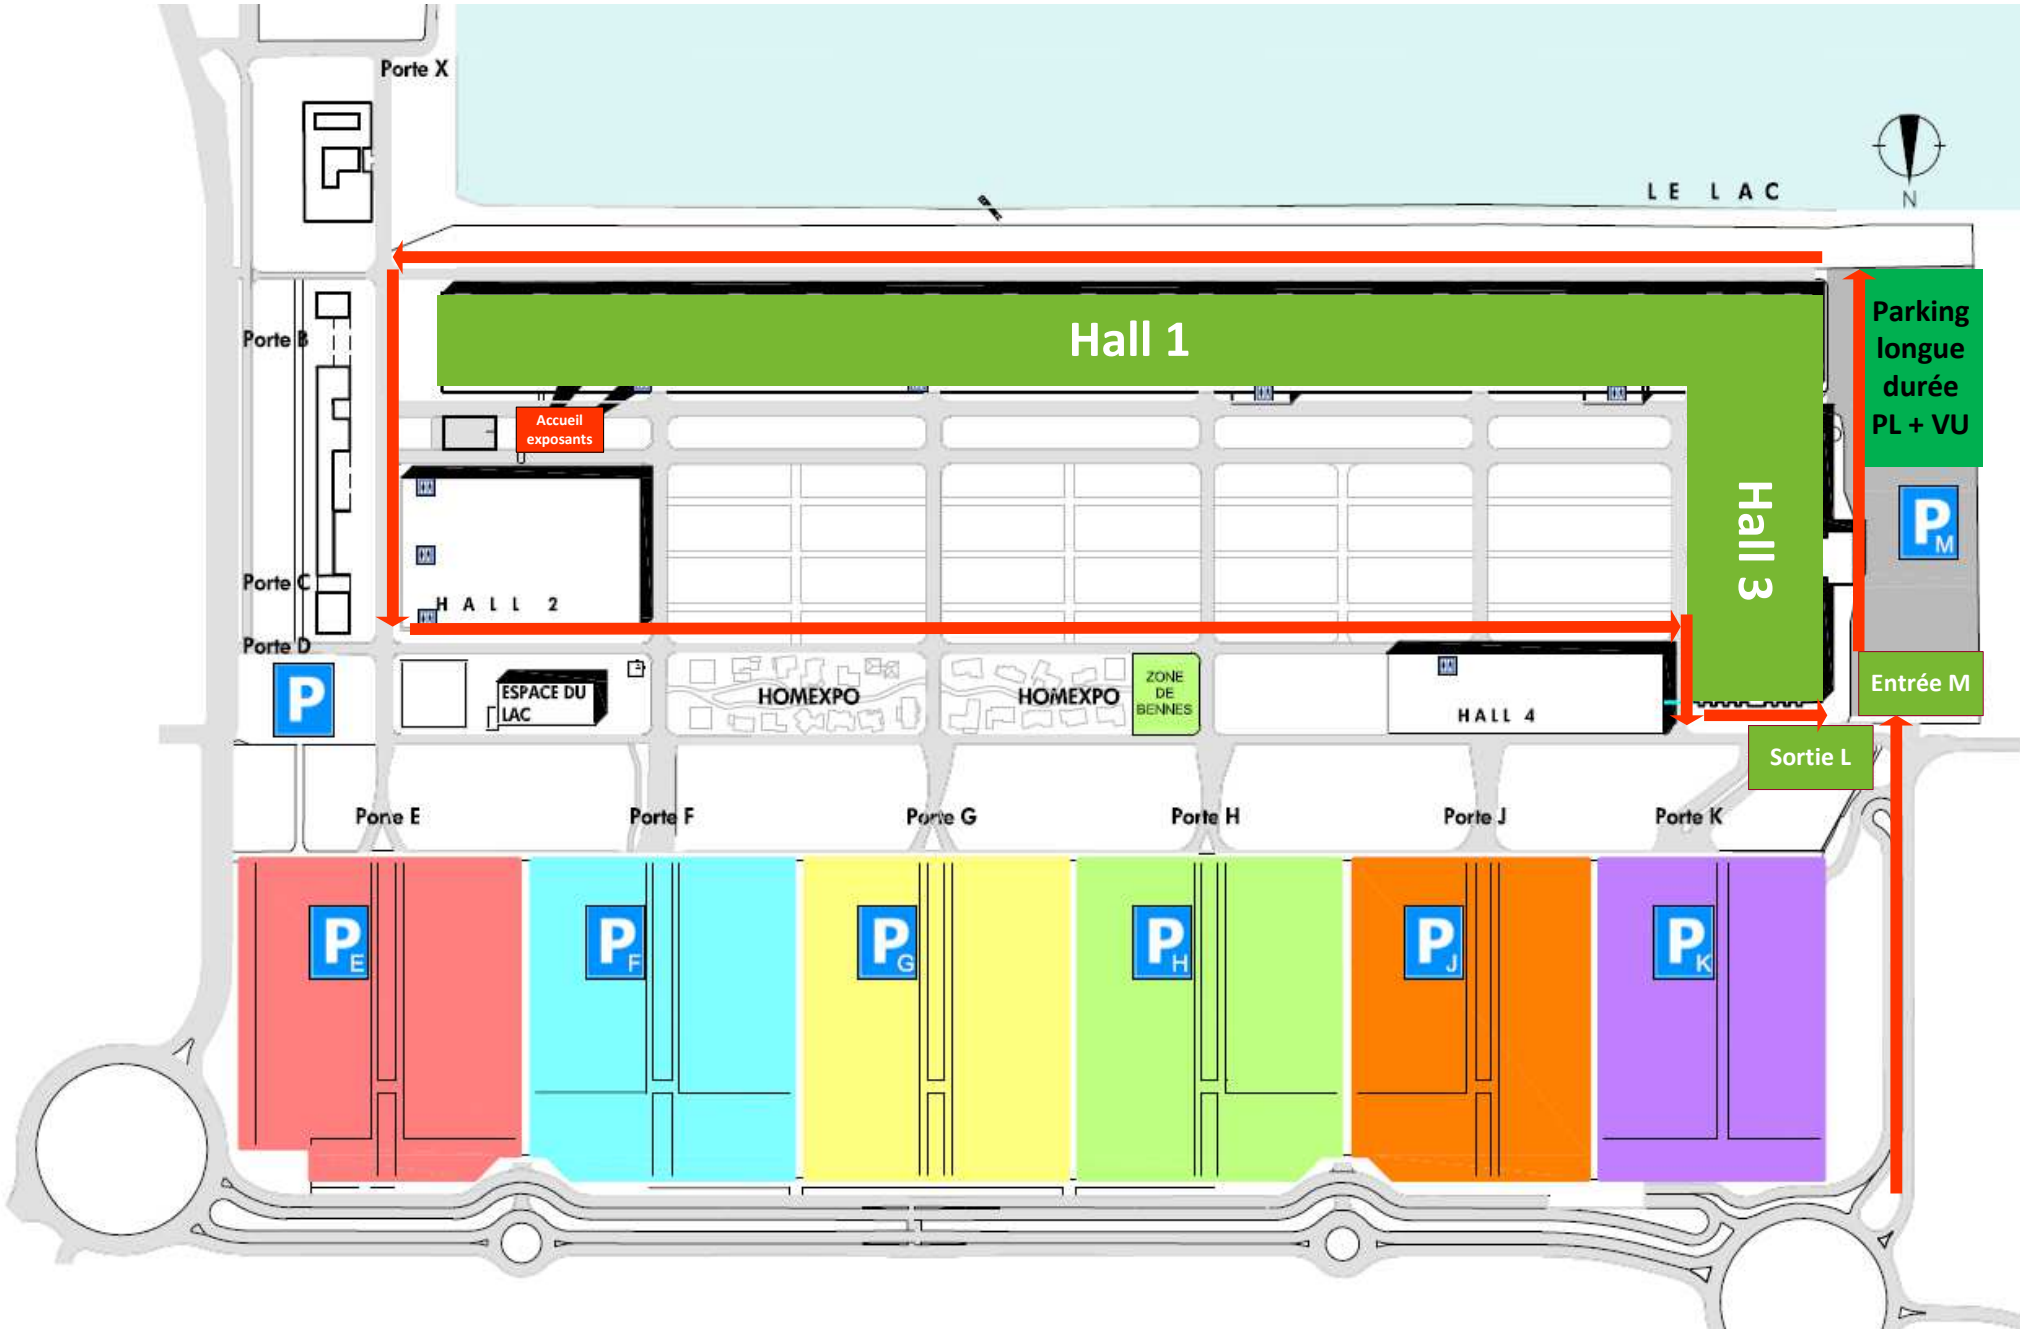 Porte X
LE LAC
N
Parking
longue
durée
PL + VU
Hall 1
Porte B
Accueil
exposants
Hall 3
P M
Porte C
HALL 2
Porte D
P
ESPACE DU
LAC
HOMEXPO
HOMEXPO
ZONE
DE
BENNES
HALL 4
Entrée M
Sortie L
Porte E
Porte F
Porte G
Porte H
Porte J
Porte K
P E
P F
P G
P H
P J
P K